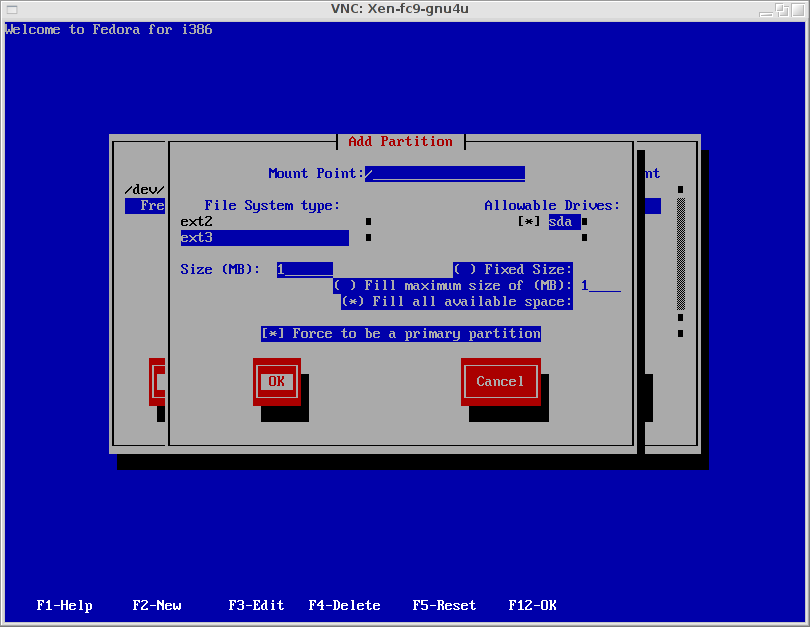 VNC: Xen-fc9-gnu4u
Welcome to Fedora for i386
Add Partition
Mount Point:/
nt
/dev/
Fre
File System type:
Allowable Drives:
ext2
[*] sda
ext3
Size (MB): 1
( ) Fixed Size:
( ) Fill maximum size of (MB): 1
(*) Fill all available space:
[*] Force to be a primary partition
OK
Cancel
F1-Help F2-New F3-Edit F4-Delete F5-Reset F12-OK